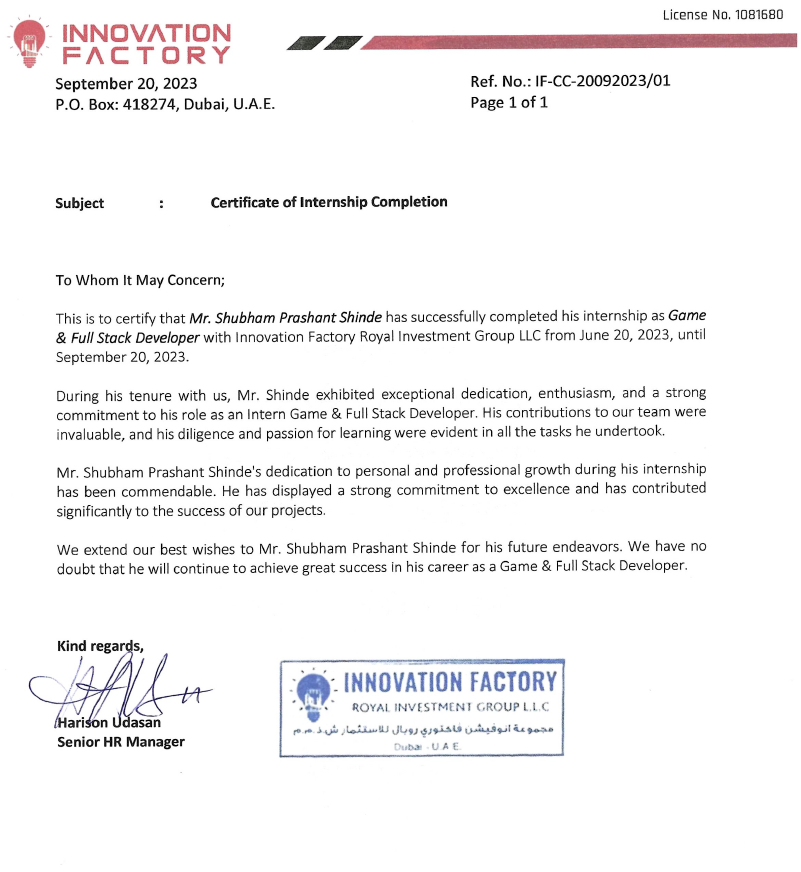 License No. 1081680
INNOVATION
FACTORY
September 20, 2023
Ref. No.: IF-CC-20092023/01
P.O. Box: 418274, Dubai, U.A.E.
Page 1 of 1
Subject : Certificate of Internship Completion
To Whom It May Concern;
This is to certify that Mr. Shubham Prashant Shinde has successfully completed his internship as Game
& Full Stack Developer with Innovation Factory Royal Investment Group LLC from June 20, 2023, until
September 20, 2023.
During his tenure with us, Mr. Shinde exhibited exceptional dedication, enthusiasm, and a strong
commitment to his role as an Intern Game & Full Stack Developer. His contributions to our team were
invaluable, and his diligence and passion for learning were evident in all the tasks he undertook.
Mr. Shubham Prashant Shinde's dedication to personal and professional growth during his internship
has been commendable. He has displayed a strong commitment to excellence and has contributed
significantly to the success of our projects.
We extend our best wishes to Mr. Shubham Prashant Shinde for his future endeavors. We have no
doubt that he will continue to achieve great success in his career as a Game & Full Stack Developer.
Kind regards,
Harison Udasan
Senior HR Manager
INNOVATION FACTORY
ROYAL INVESTMENT GROUP L.L.C
مجموعة انوفيشن فاكتوري رويال للاستثمار ش.ذ.م.م
Dubai - U.A.E.